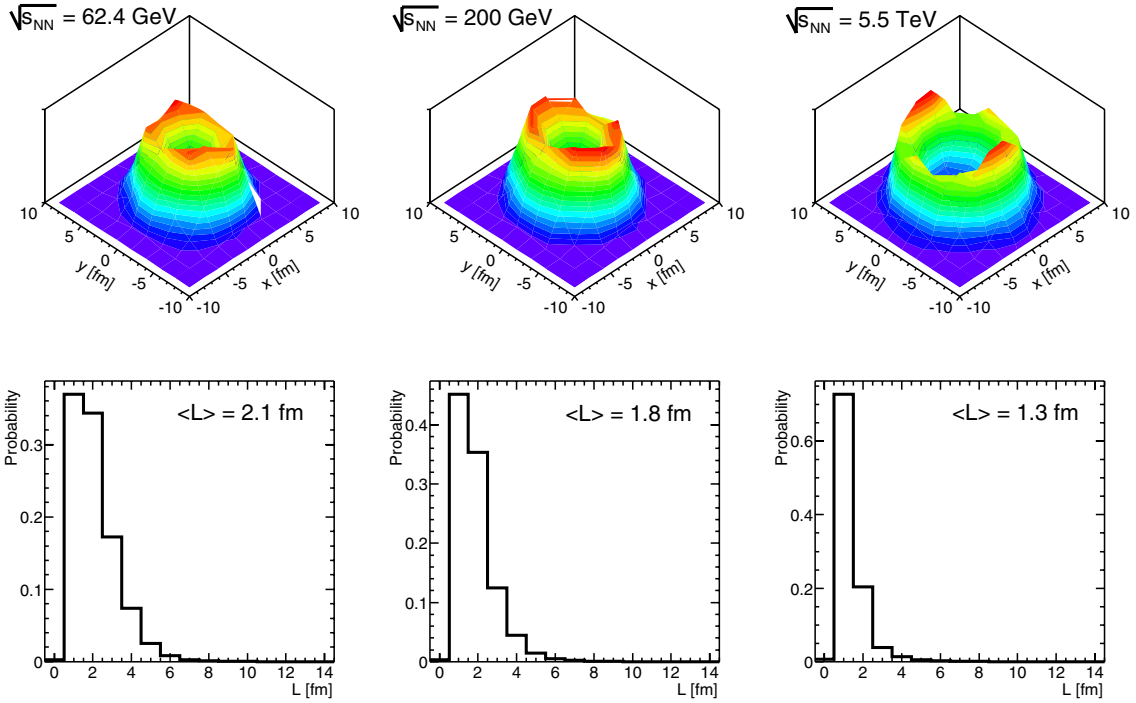 √s_NN = 62.4 GeV
√s_NN = 200 GeV
√s_NN = 5.5 TeV
10
5
0
-5
-10
y [fm]
-10
-5
0
5
10
x [fm]
10
5
0
-5
-10
y [fm]
-10
-5
0
5
10
x [fm]
10
5
0
-5
-10
y [fm]
-10
-5
0
5
10
x [fm]
Probability
<L> = 2.1 fm
0.3
0.2
0.1
0
0 2 4 6 8 10 12 14
L [fm]
Probability
<L> = 1.8 fm
0.4
0.3
0.2
0.1
0
0 2 4 6 8 10 12 14
L [fm]
Probability
<L> = 1.3 fm
0.6
0.4
0.2
0
0 2 4 6 8 10 12 14
L [fm]